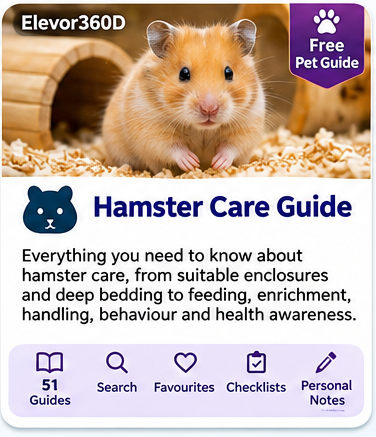 Elevor360D
Free
Pet Guide
Hamster Care Guide
Everything you need to know about
hamster care, from suitable enclosures
and deep bedding to feeding, enrichment,
handling, behaviour and health awareness.
51
Guides
Search
Favourites
Checklists
Personal
Notes